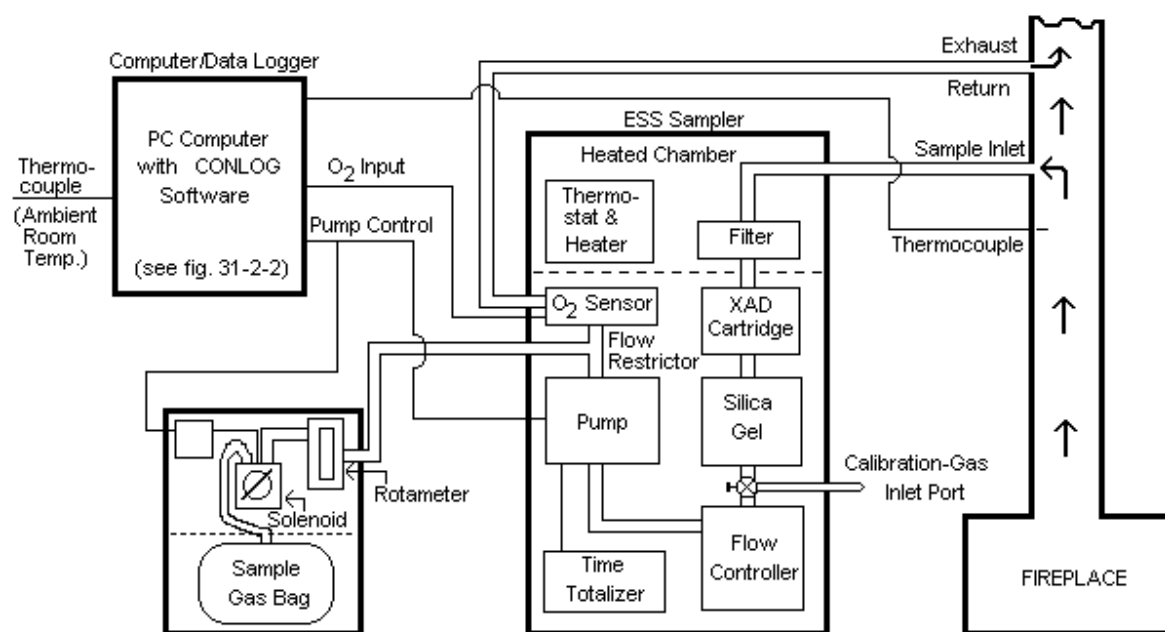 Exhaust
Computer/Data Logger
Return
ESS Sampler
PC Computer
with CONLOG
Software
(see fig. 31-2-2)
Heated Chamber
Sample Inlet
Thermo-
couple
(Ambient
Room
Temp.)
O2 Input
Pump Control
Thermo-
stat &
Heater
Filter
Thermocouple
O2 Sensor
XAD
Cartridge
Flow
Restrictor
Pump
Silica
Gel
Calibration-Gas
Inlet Port
Rotameter
Solenoid
Sample
Gas Bag
Time
Totalizer
Flow
Controller
FIREPLACE